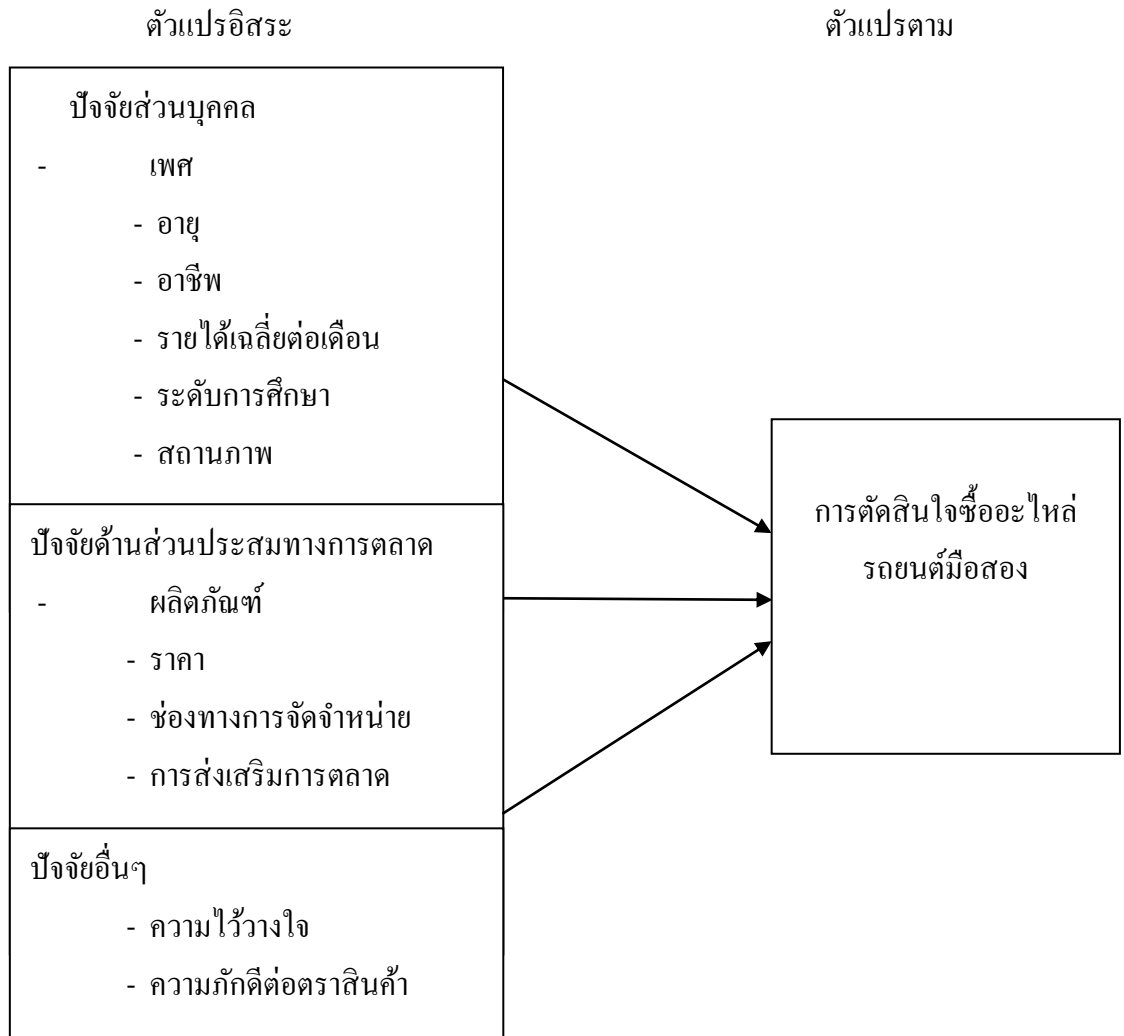 ตัวแปรอิสระ
ตัวแปรตาม
ปัจจัยส่วนบุคคล
- เพศ
- อายุ
- อาชีพ
- รายได้เฉลี่ยต่อเดือน
- ระดับการศึกษา
- สถานภาพ
ปัจจัยด้านส่วนประสมทางการตลาด
- ผลิตภัณฑ์
- ราคา
- ช่องทางการจัดจำหน่าย
- การส่งเสริมการตลาด
ปัจจัยอื่นๆ
- ความไว้วางใจ
- ความภักดีต่อตราสินค้า
การตัดสินใจซื้ออะไหล่
รถยนต์มือสอง